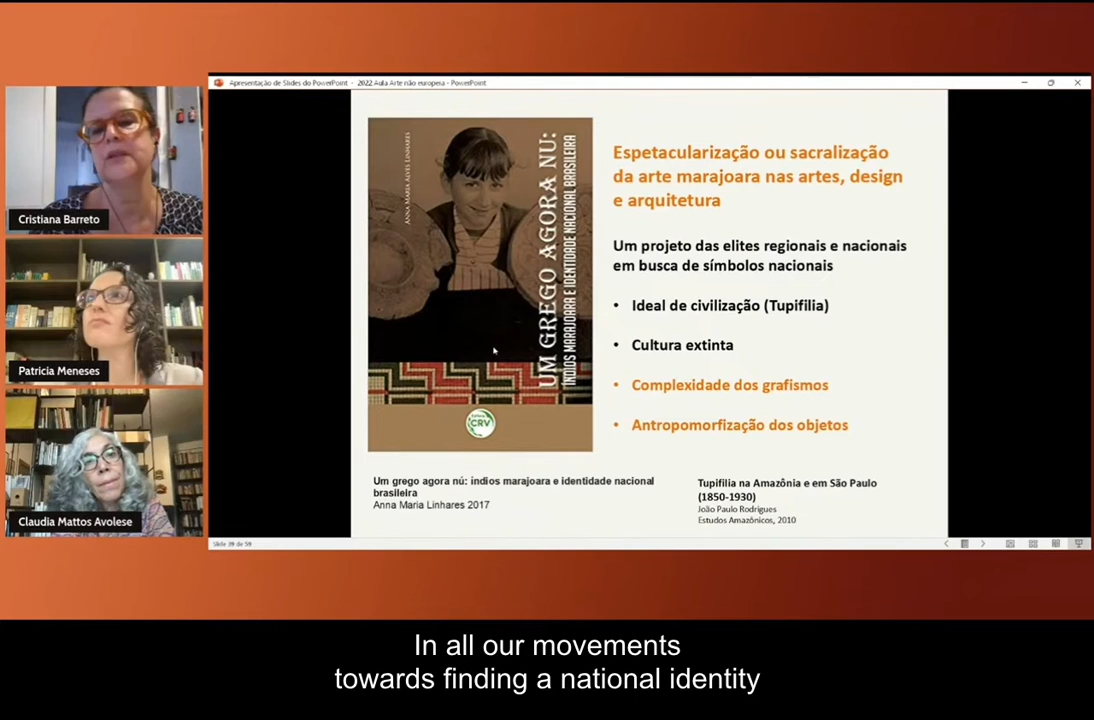 Apresentação de Slides do PowerPoint - 2022 Aula Arte não europeia - PowerPoint
Cristiana Barreto
Patricia Meneses
Claudia Mattos Avolese
ANNA MARIA ALVES LINHARES
UM GREGO AGORA NU:
ÍNDIOS MARAJOARA E IDENTIDADE NACIONAL BRASILEIRA
CRV
Espetacularização ou sacralização
da arte marajoara nas artes, design
e arquitetura
Um projeto das elites regionais e nacionais
em busca de símbolos nacionais
• Ideal de civilização (Tupifilia)
• Cultura extinta
• Complexidade dos grafismos
• Antropomorfização dos objetos
Um grego agora nú: índios marajoara e identidade nacional
brasileira
Anna Maria Linhares 2017
Tupifilia na Amazônia e em São Paulo
(1850-1930)
João Paulo Rodrigues
Estudos Amazônicos, 2010
Slide 39 de 59
In all our movements
towards finding a national identity